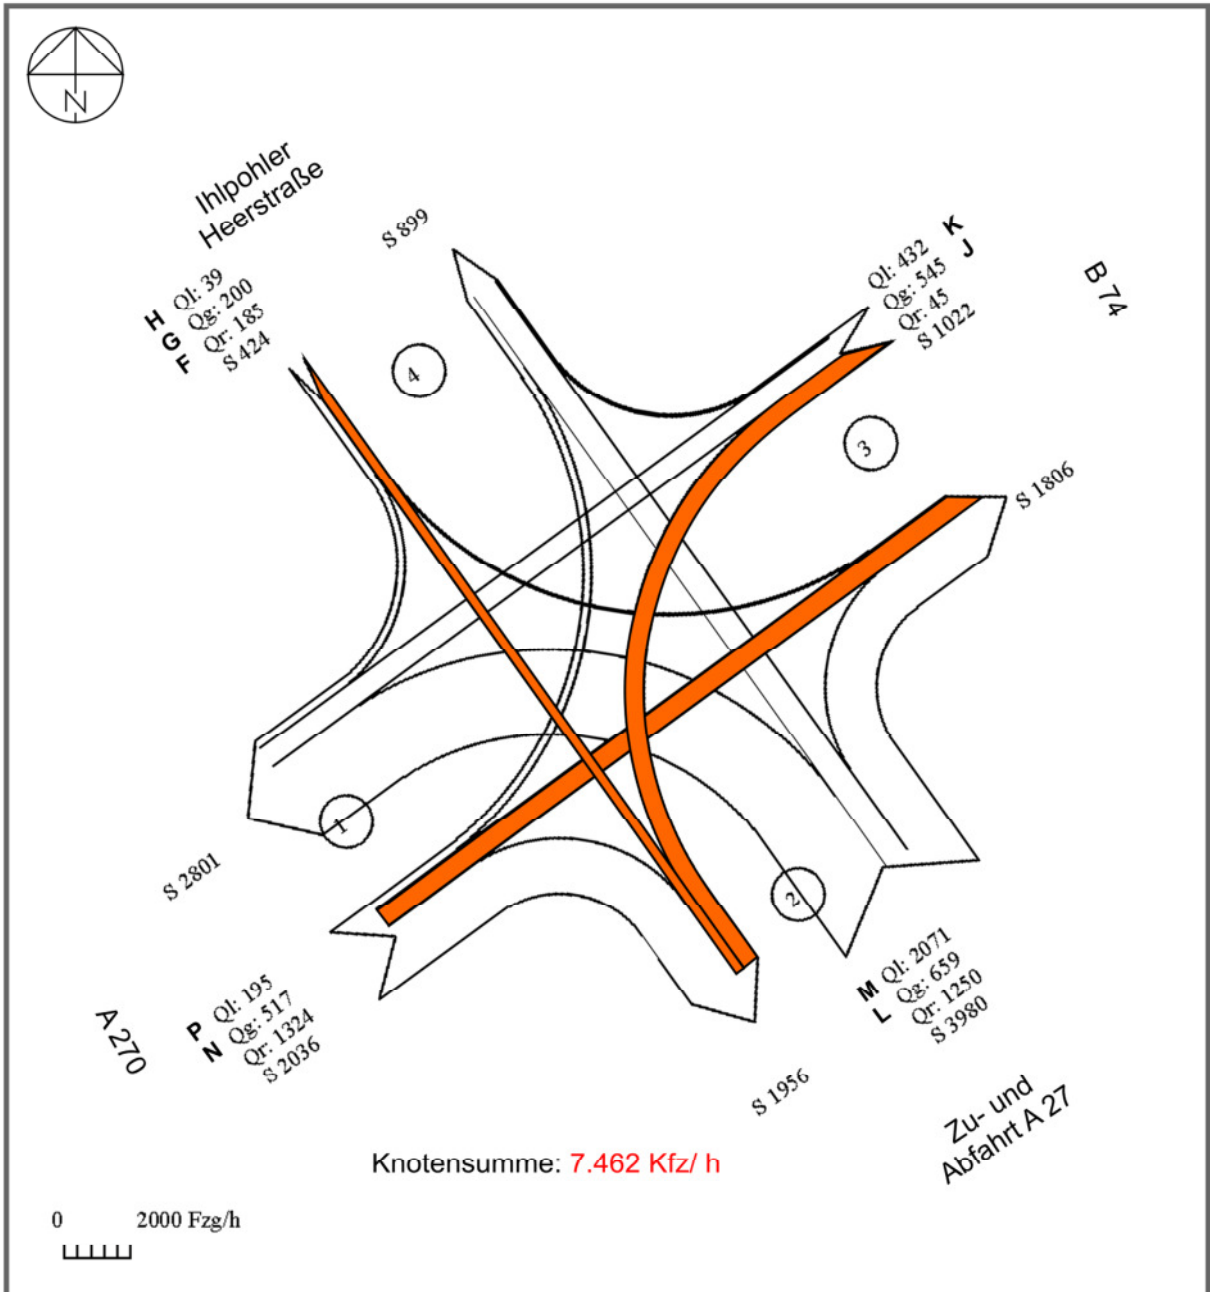 N
Ihlpohler
Heerstraße
S 899
H Ql: 39
G Qg: 200
F Qr: 185
S 424
4
Ql: 432 K
Qg: 545 J
Qr: 45
S 1022
B 74
3
S 1806
1
S 2801
2
M Ql: 2071
L Qg: 659
Qr: 1250
S 3980
A 270
P Ql: 195
N Qg: 517
Qr: 1324
S 2036
S 1956
Zu- und
Abfahrt A 27
Knotensumme: 7.462 Kfz/ h
0 2000 Fzg/h